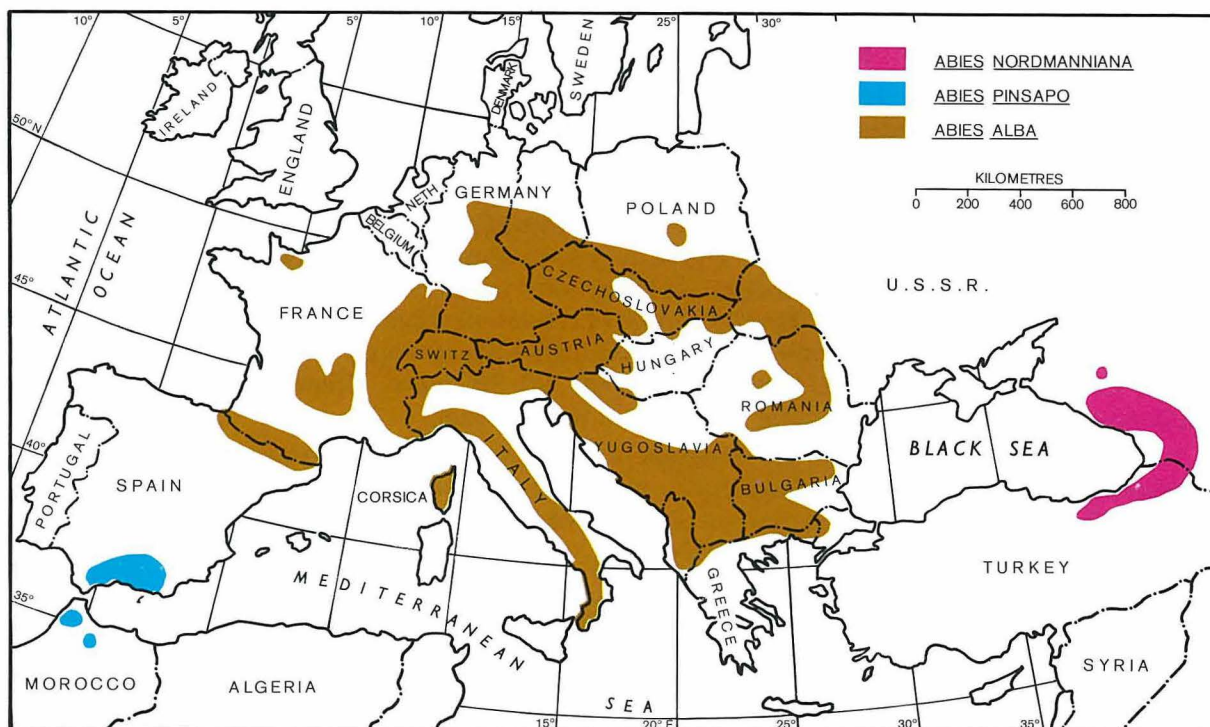 10°
5°
0°
5°
10°
15°
25°
30°
50°N
45°
40°
35°
15°
20°E
25°
30°
35°
ABIES NORDMANNIANA
ABIES PINSAPO
ABIES ALBA
KILOMETRES
0 200 400 600 800
IRELAND
ENGLAND
DENMARK
SWEDEN
NETH
BELGIUM
GERMANY
POLAND
ATLANTIC
OCEAN
FRANCE
CZECHOSLOVAKIA
U.S.S.R.
SWITZ
AUSTRIA
HUNGARY
ROMANIA
YUGOSLAVIA
BULGARIA
BLACK SEA
PORTUGAL
SPAIN
CORSICA
ITALY
MEDITERRANEAN
SEA
GREECE
TURKEY
SYRIA
MOROCCO
ALGERIA